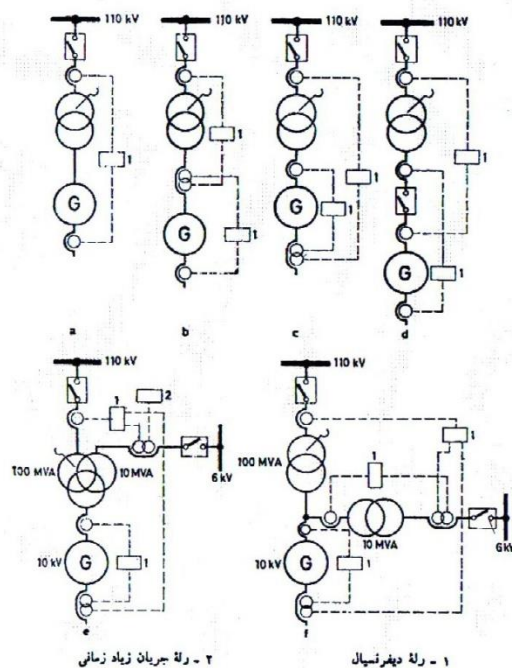 110 kV 110 kV 110 kV 110 kV
1 1 1 1 1 1 1
G G G G
a b c d
110 kV 110 kV
1 2 1
100 MVA 10 MVA 100 MVA 1
6 kV 10 MVA 6 kV
10 kV G 1 10 kV G 1
e f
۱ - رلهٔ دیفرنسیال ۲ - رلهٔ جریان زیاد زمانی